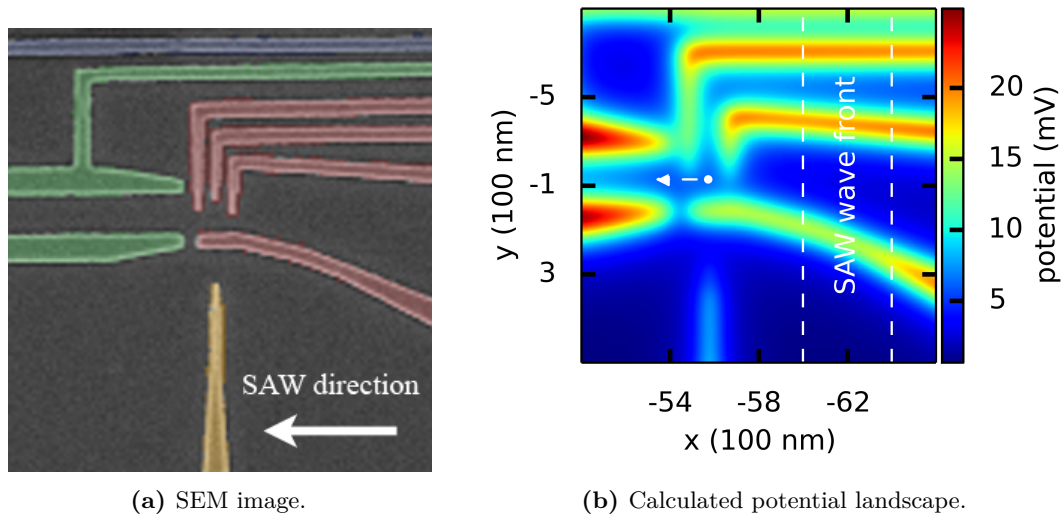 SAW direction
(a) SEM image.
-5
-1
3
y (100 nm)
SAW wave front
-54 -58 -62
x (100 nm)
20
15
10
5
potential (mV)
(b) Calculated potential landscape.